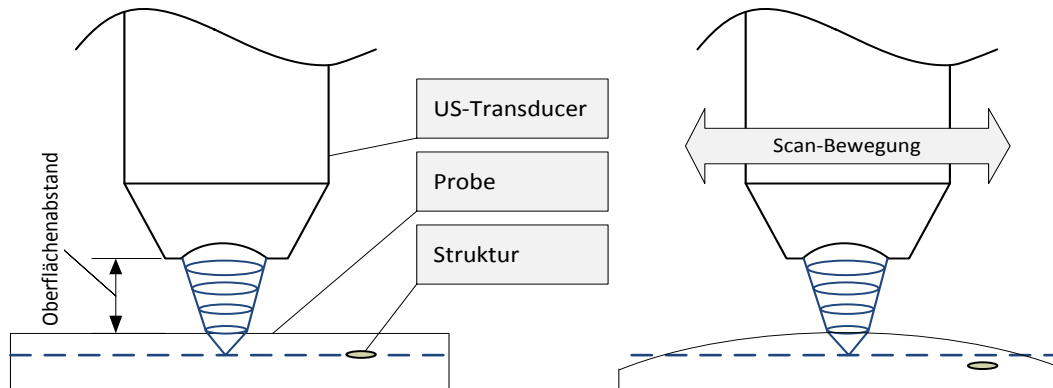 US-Transducer
Probe
Struktur
Oberflächenabstand
Scan-Bewegung